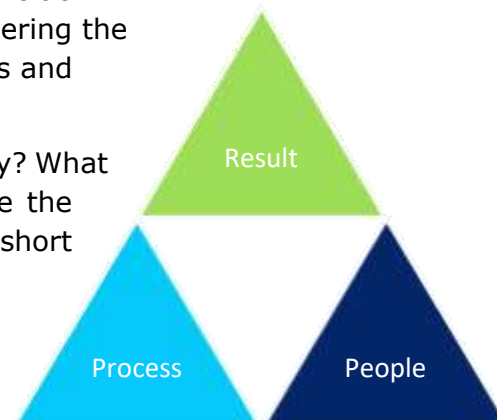 ering the
s and
y? What
e the
short
Result
Process
People